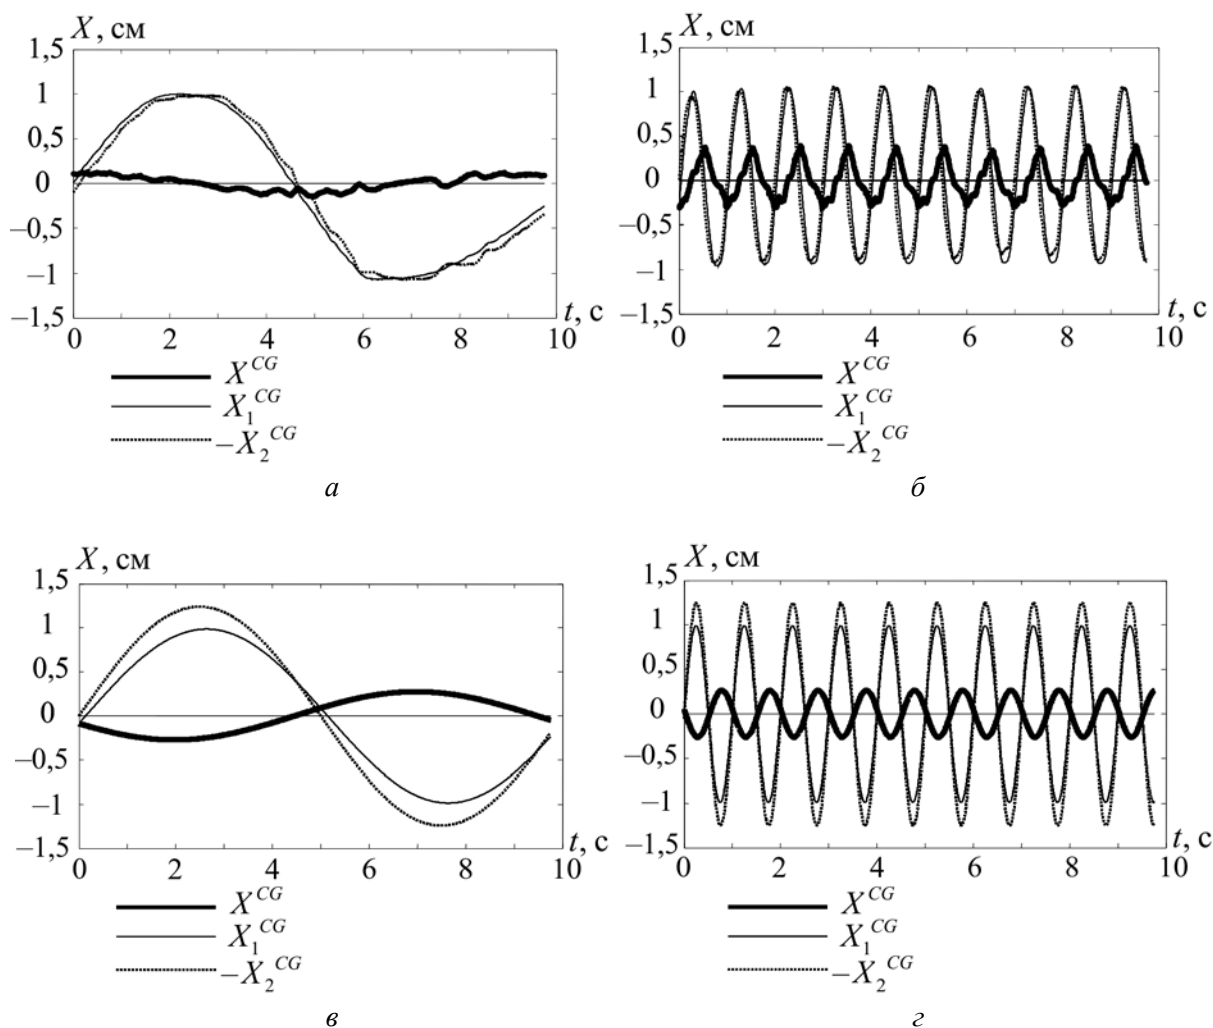 X, см
1,5
1
0,5
0
–0,5
–1
–1,5
0 2 4 6 8 10
t, с
X^CG
X_1^CG
–X_2^CG
а
X, см
1,5
1
0,5
0
–0,5
–1
–1,5
0 2 4 6 8 10
t, с
X^CG
X_1^CG
–X_2^CG
б
X, см
1,5
1
0,5
0
–0,5
–1
–1,5
0 2 4 6 8 10
t, с
X^CG
X_1^CG
–X_2^CG
в
X, см
1,5
1
0,5
0
–0,5
–1
–1,5
0 2 4 6 8 10
t, с
X^CG
X_1^CG
–X_2^CG
г